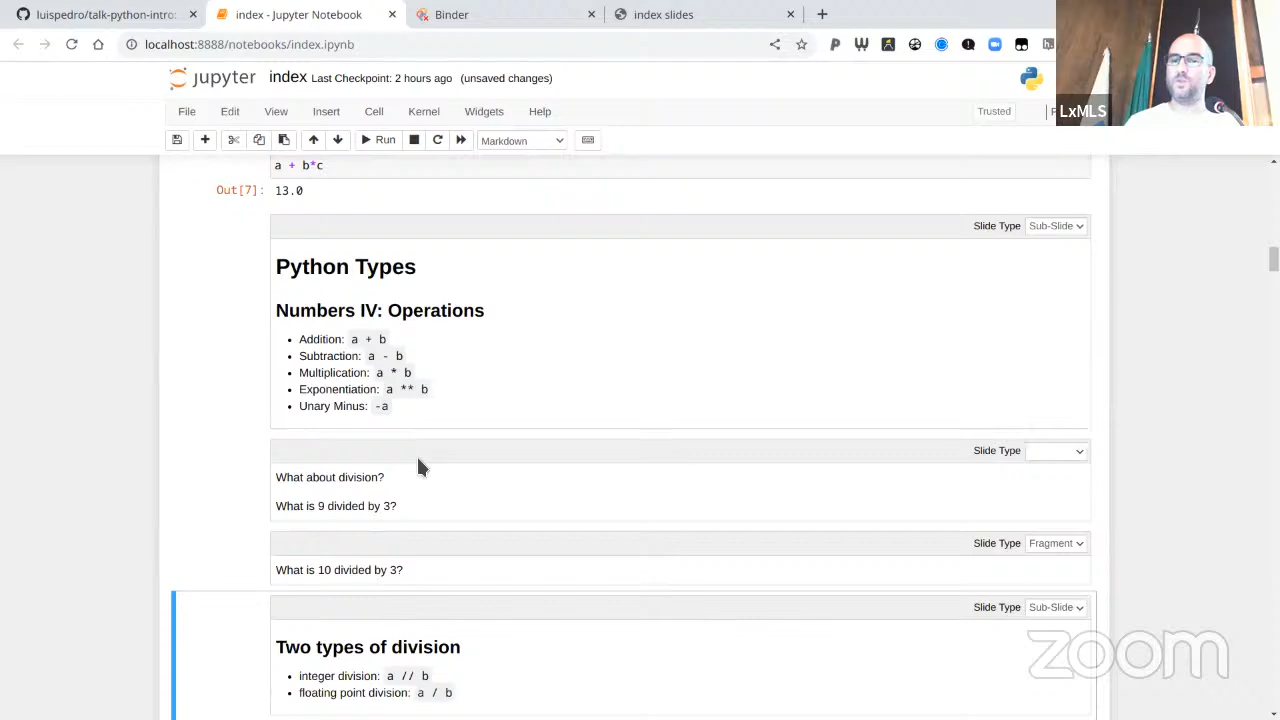 luispedro/talk-python-intro:
index - Jupyter Notebook
Binder
index slides
localhost:8888/notebooks/index.ipynb
jupyter index Last Checkpoint: 2 hours ago (unsaved changes)
File Edit View Insert Cell Kernel Widgets Help
Trusted
Run
Markdown
LxMLS
a + b*c
Out[7]: 13.0
Slide Type Sub-Slide
Python Types
Numbers IV: Operations
• Addition: a + b
• Subtraction: a - b
• Multiplication: a * b
• Exponentiation: a ** b
• Unary Minus: -a
Slide Type
What about division?
What is 9 divided by 3?
Slide Type Fragment
What is 10 divided by 3?
Slide Type Sub-Slide
Two types of division
• integer division: a // b
• floating point division: a / b
zoom